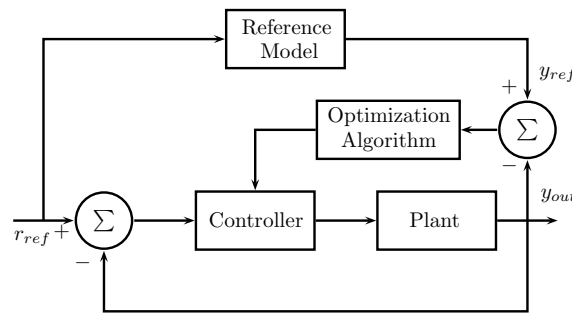 Reference
Model
y_ref
+
Optimization
Algorithm
Σ
−
y_out
r_ref
+
Σ
Controller
Plant
−